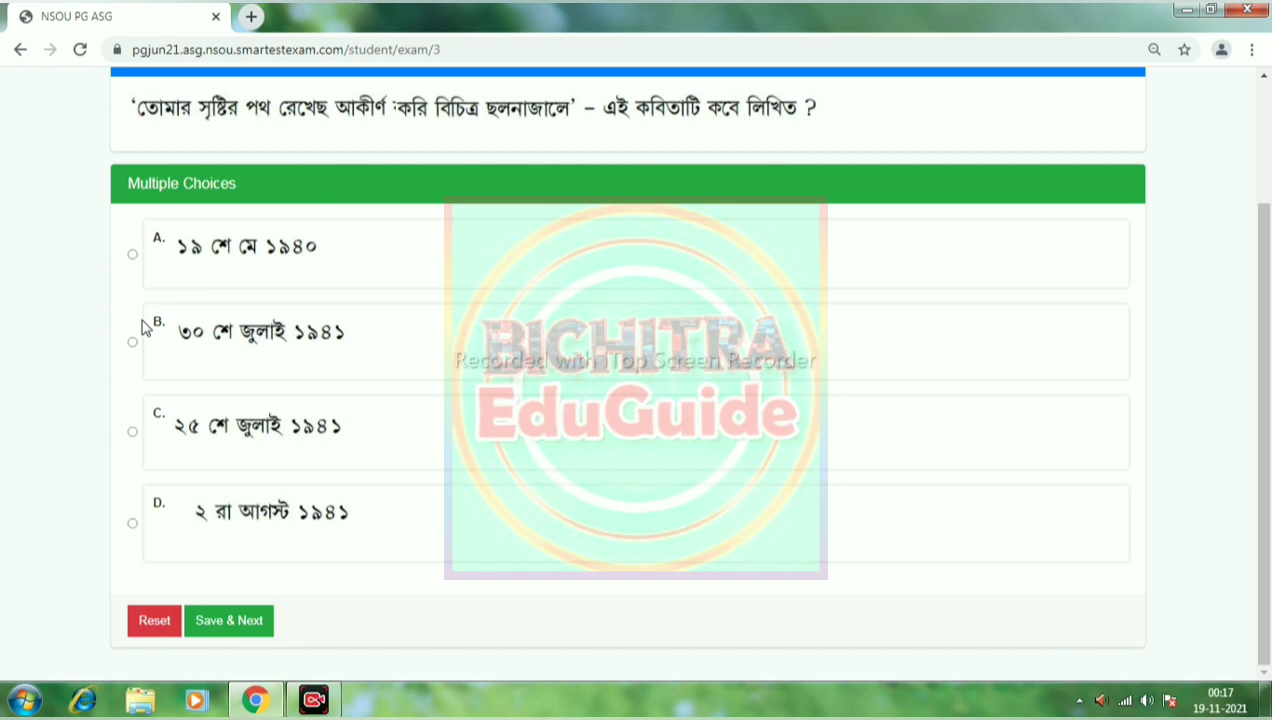 NSOU PG ASG
pgjun21.asg.nsou.smartestexam.com/student/exam/3
‘তোমার সৃষ্টির পথ রেখেছ আকীর্ণ করি বিচিত্র ছলনাজালে’ – এই কবিতাটি কবে লিখিত ?
Multiple Choices
A. ১৯ শে মে ১৯৪০
B. ৩০ শে জুলাই ১৯৪১
C. ২৫ শে জুলাই ১৯৪১
D. ২ রা আগস্ট ১৯৪১
BICHITRA
Recorded with iTop Screen Recorder
EduGuide
Reset Save & Next
00:17
19-11-2021